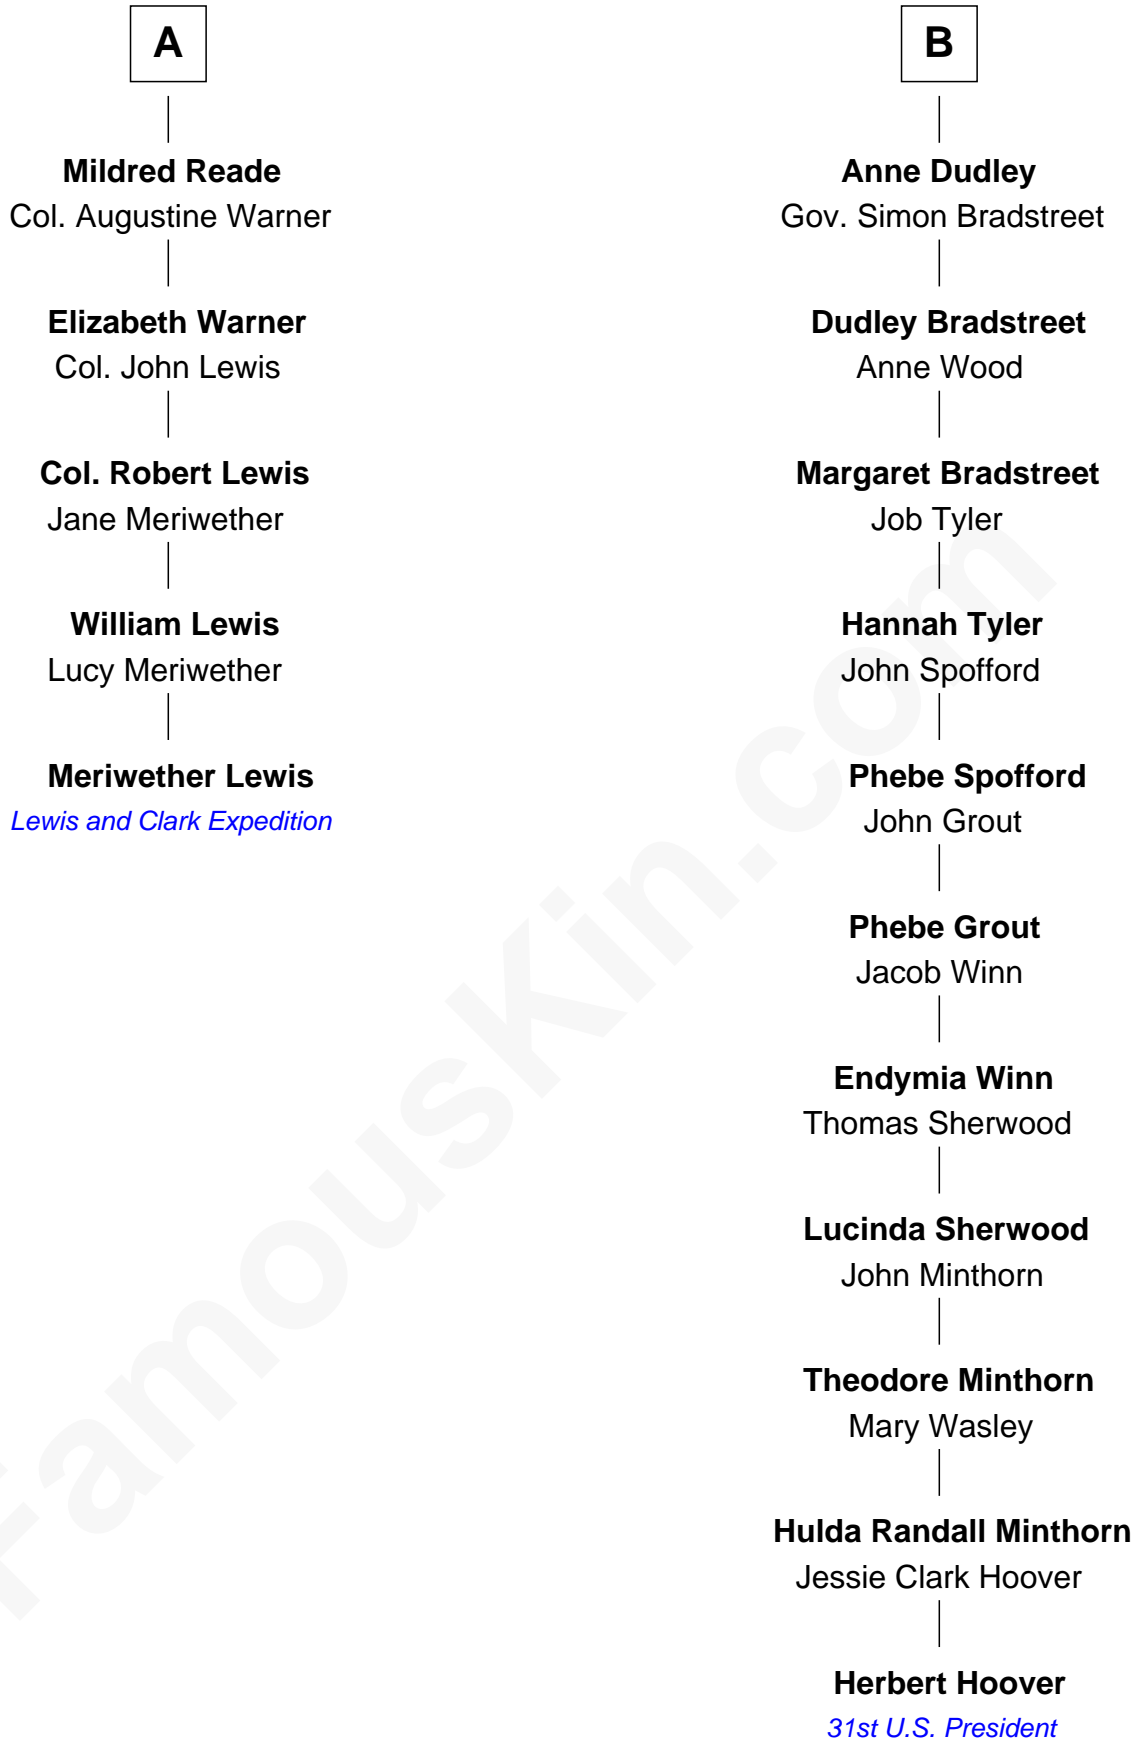 A
Mildred Reade
Col. Augustine Warner
Elizabeth Warner
Col. John Lewis
Col. Robert Lewis
Jane Meriwether
William Lewis
Lucy Meriwether
Meriwether Lewis
Lewis and Clark Expedition
B
Anne Dudley
Gov. Simon Bradstreet
Dudley Bradstreet
Anne Wood
Margaret Bradstreet
Job Tyler
Hannah Tyler
John Spofford
Phebe Spofford
John Grout
Phebe Grout
Jacob Winn
Endymia Winn
Thomas Sherwood
Lucinda Sherwood
John Minthorn
Theodore Minthorn
Mary Wasley
Hulda Randall Minthorn
Jessie Clark Hoover
Herbert Hoover
31st U.S. President
FamousKin.com